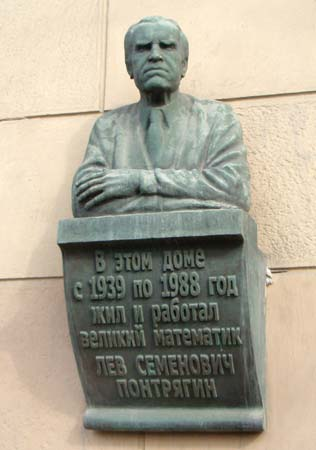 В этом доме
с 1939 по 1988 год
жил и работал
великий математик
ЛЕВ СЕМЕНОВИЧ
ПОНТРЯГИН